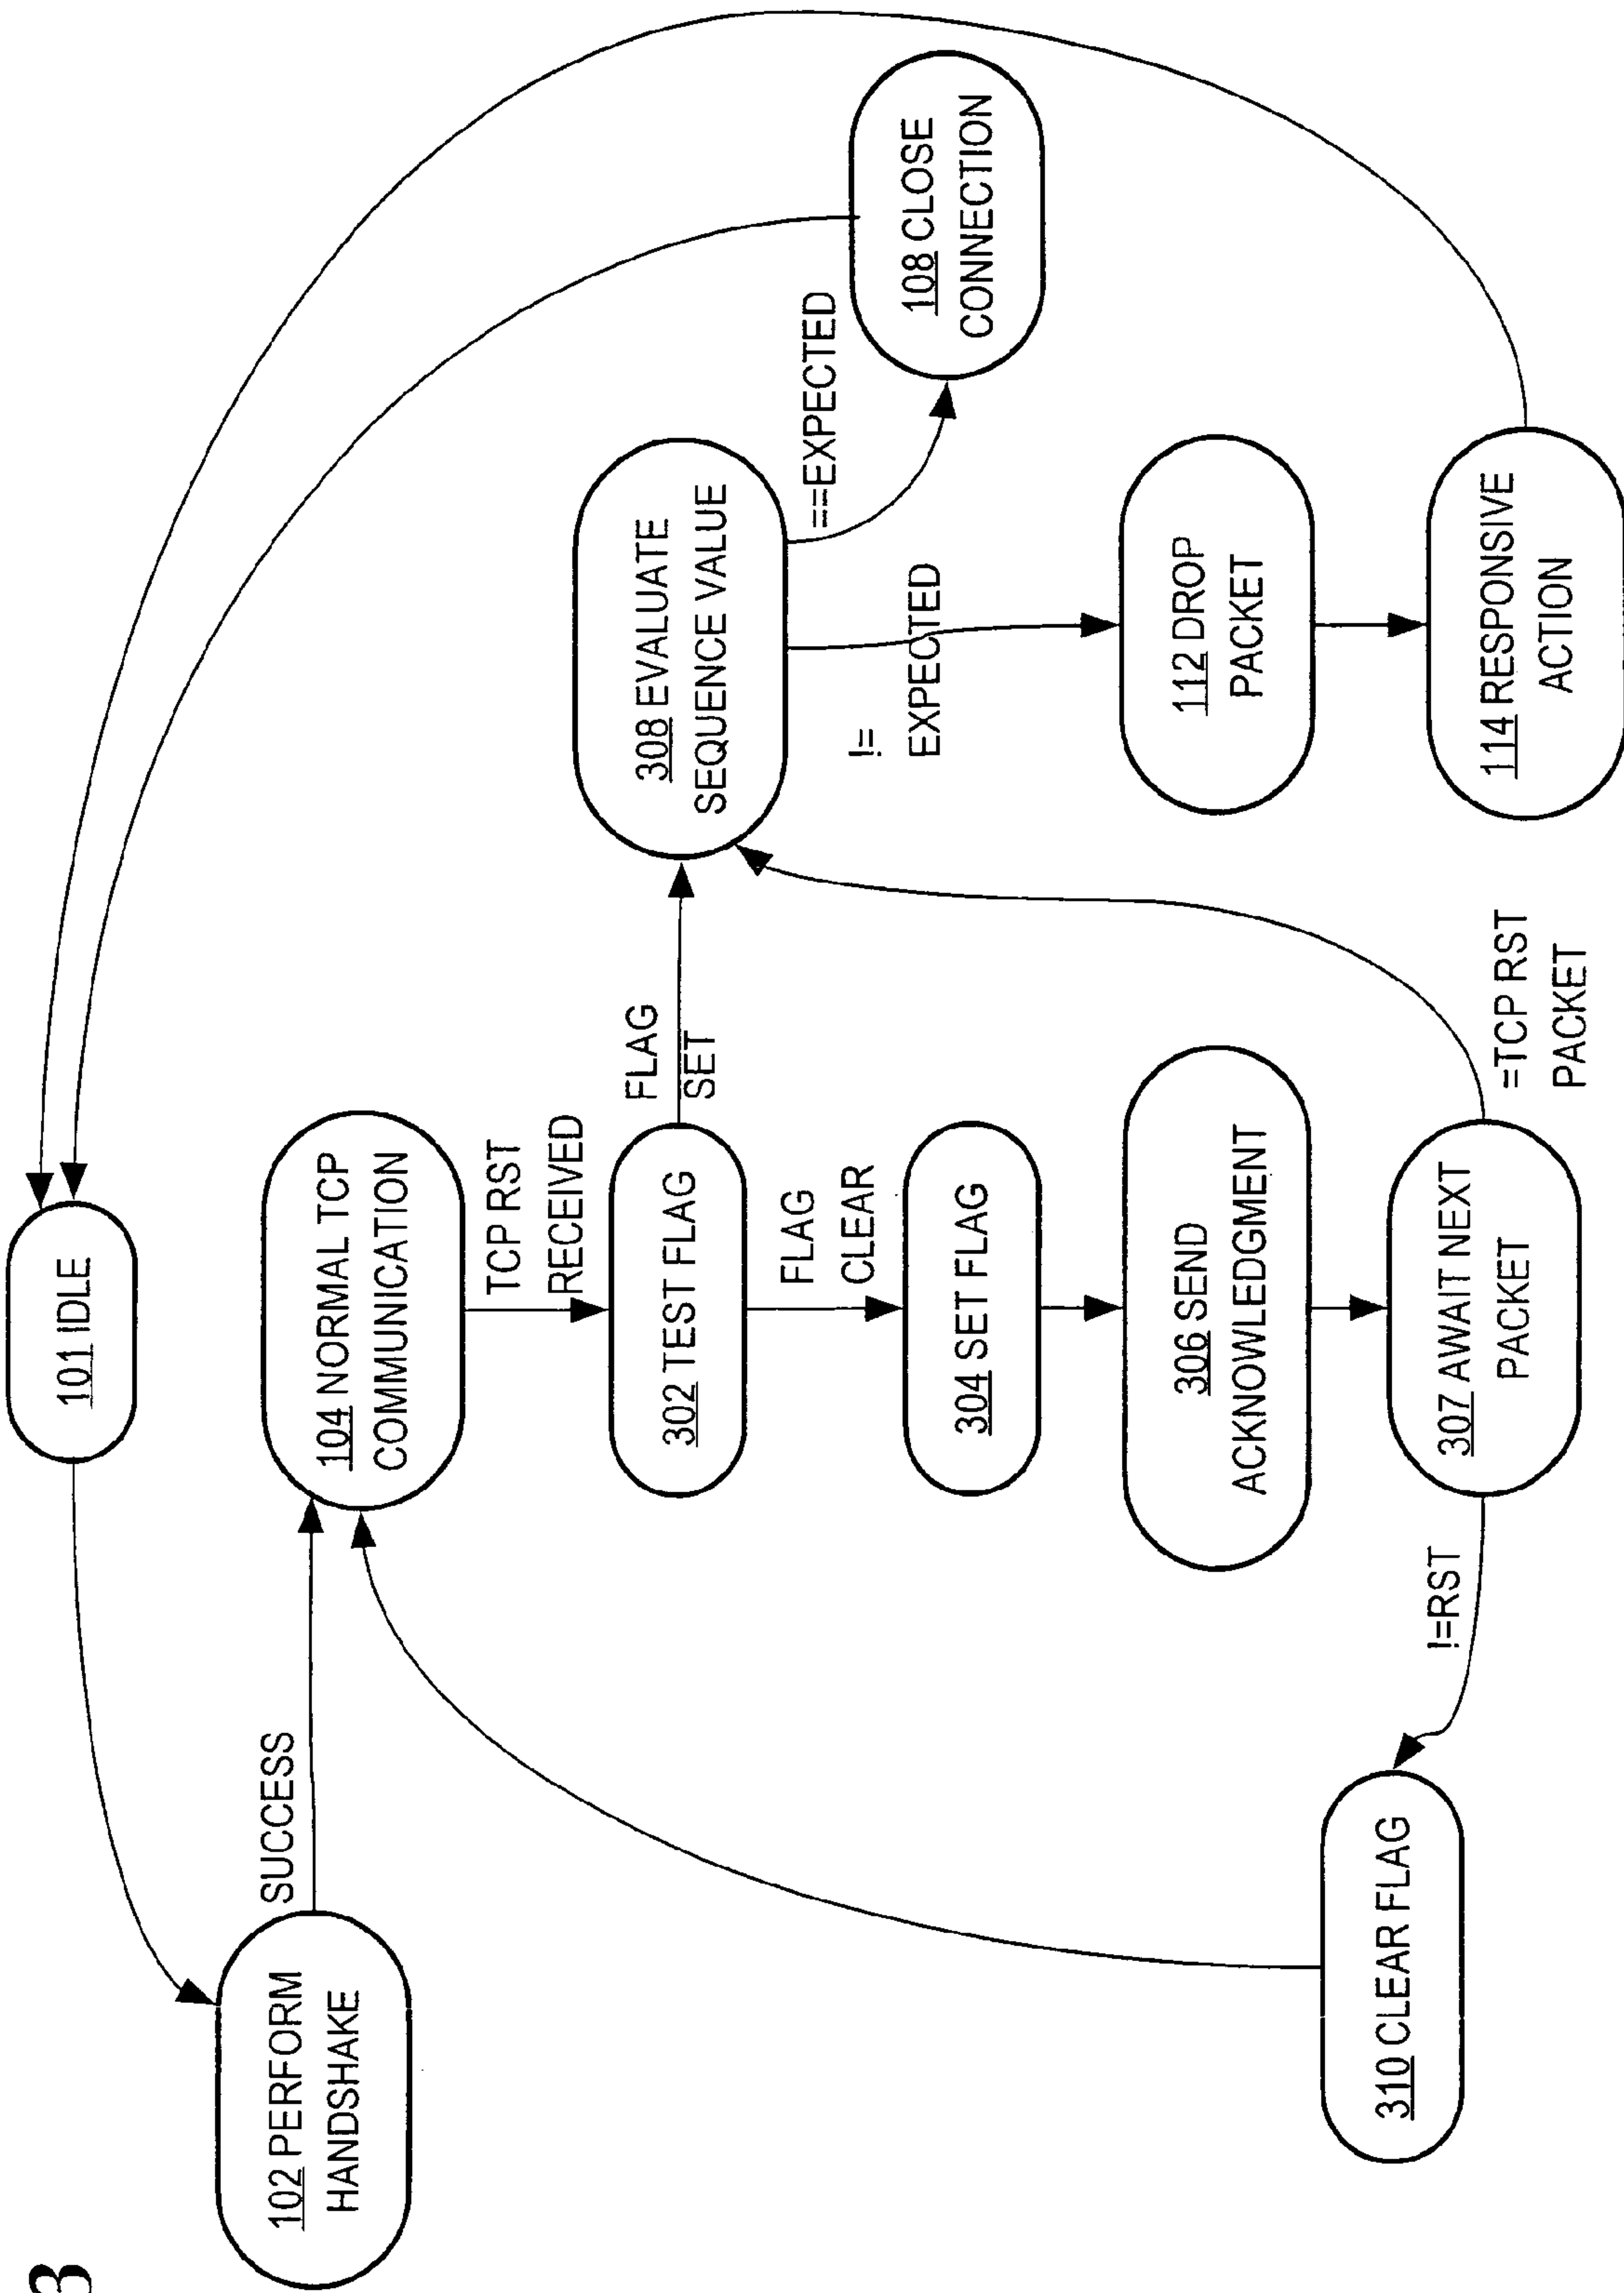 101 IDLE
102 PERFORM
HANDSHAKE
SUCCESS
104 NORMAL TCP
COMMUNICATION
TCP RST
RECEIVED
302 TEST FLAG
FLAG
SET
FLAG
CLEAR
304 SET FLAG
306 SEND
ACKNOWLEDGMENT
307 AWAIT NEXT
PACKET
!=RST
310 CLEAR FLAG
=TCP RST
PACKET
308 EVALUATE
SEQUENCE VALUE
==EXPECTED
108 CLOSE
CONNECTION
!=
EXPECTED
112 DROP
PACKET
114 RESPONSIVE
ACTION
3